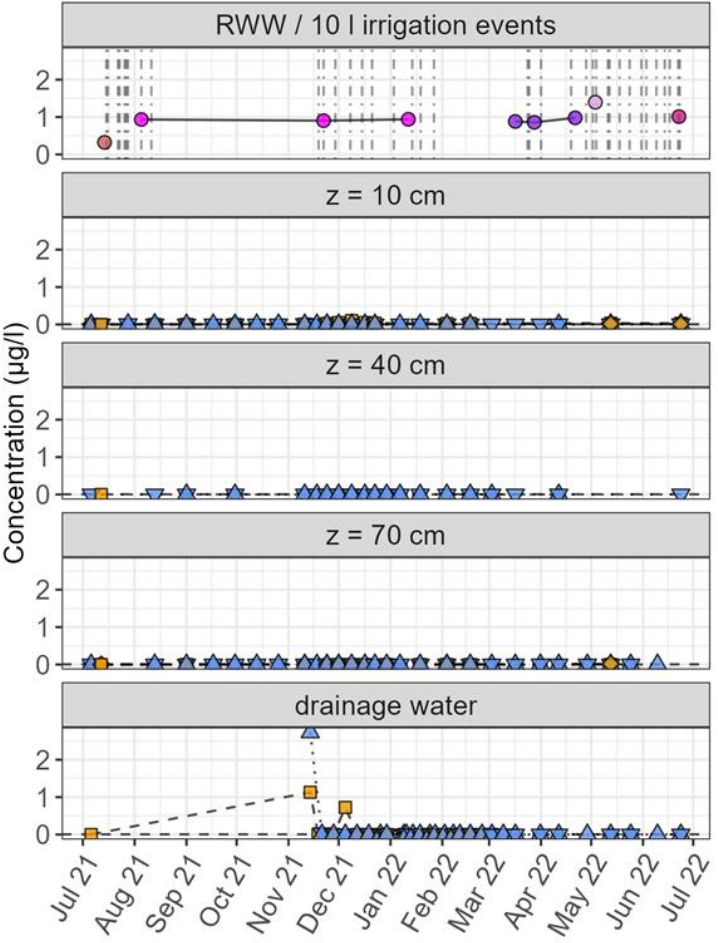 RWW / 10 l irrigation events
2
1
0
z = 10 cm
2
1
0
z = 40 cm
2
1
0
z = 70 cm
2
1
0
drainage water
2
1
0
Concentration (µg/l)
Jul 21
Aug 21
Sep 21
Oct 21
Nov 21
Dec 21
Jan 22
Feb 22
Mar 22
Apr 22
May 22
Jun 22
Jul 22